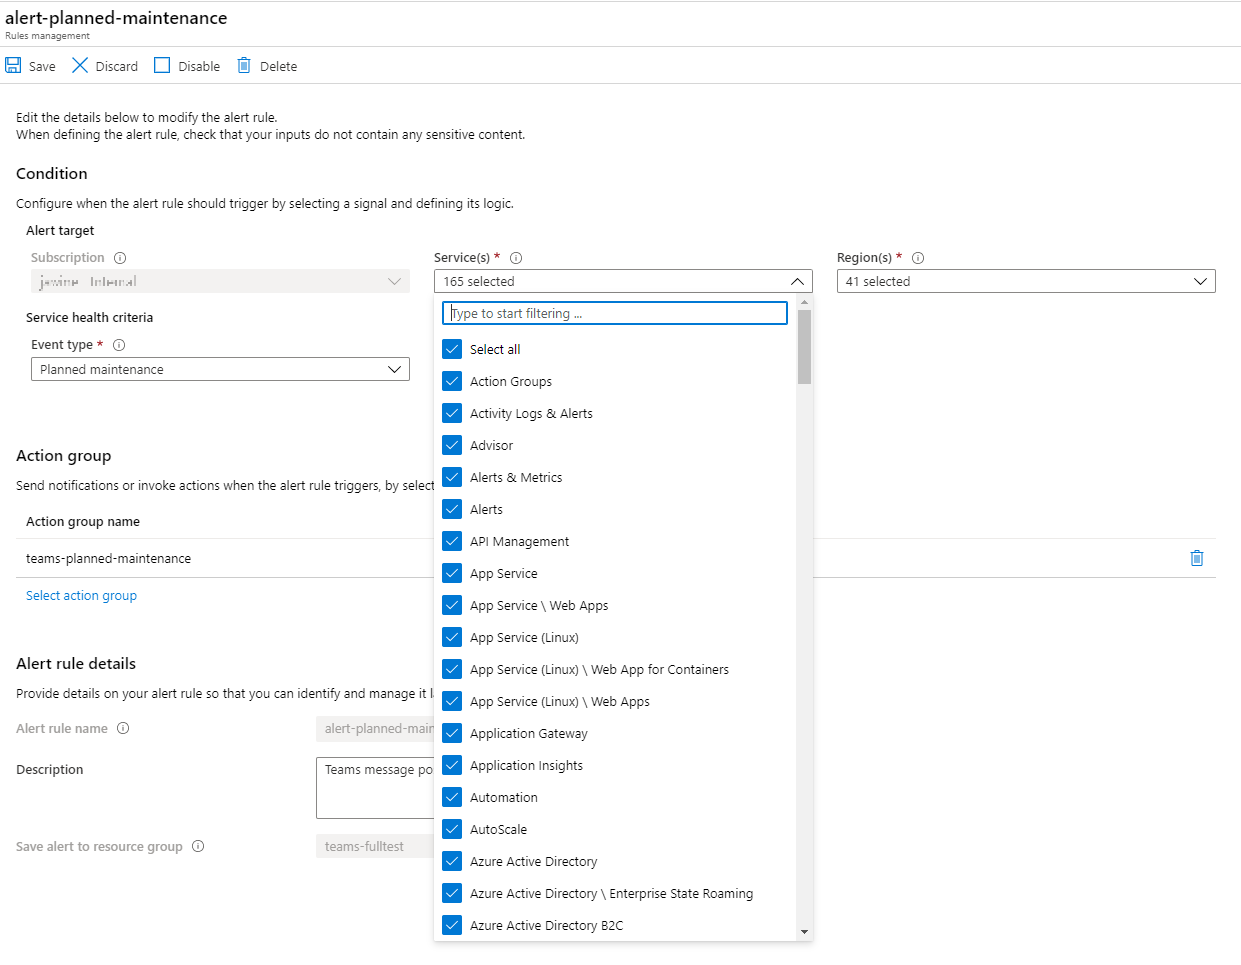 alert-planned-maintenance
Rules management
Save Discard Disable Delete
Edit the details below to modify the alert rule.
When defining the alert rule, check that your inputs do not contain any sensitive content.
Condition
Configure when the alert rule should trigger by selecting a signal and defining its logic.
Alert target
Subscription Service(s) * Region(s) *
Internal 165 selected 41 selected
Type to start filtering ...
Service health criteria
Event type *
Planned maintenance
Select all
Action Groups
Activity Logs & Alerts
Advisor
Alerts & Metrics
Alerts
API Management
App Service
App Service \ Web Apps
App Service (Linux)
App Service (Linux) \ Web App for Containers
App Service (Linux) \ Web Apps
Application Gateway
Application Insights
Automation
AutoScale
Azure Active Directory
Azure Active Directory \ Enterprise State Roaming
Azure Active Directory B2C
Action group
Send notifications or invoke actions when the alert rule triggers, by select
Action group name
teams-planned-maintenance
Select action group
Alert rule details
Provide details on your alert rule so that you can identify and manage it l
Alert rule name alert-planned-main
Description Teams message po
Save alert to resource group teams-fulltest